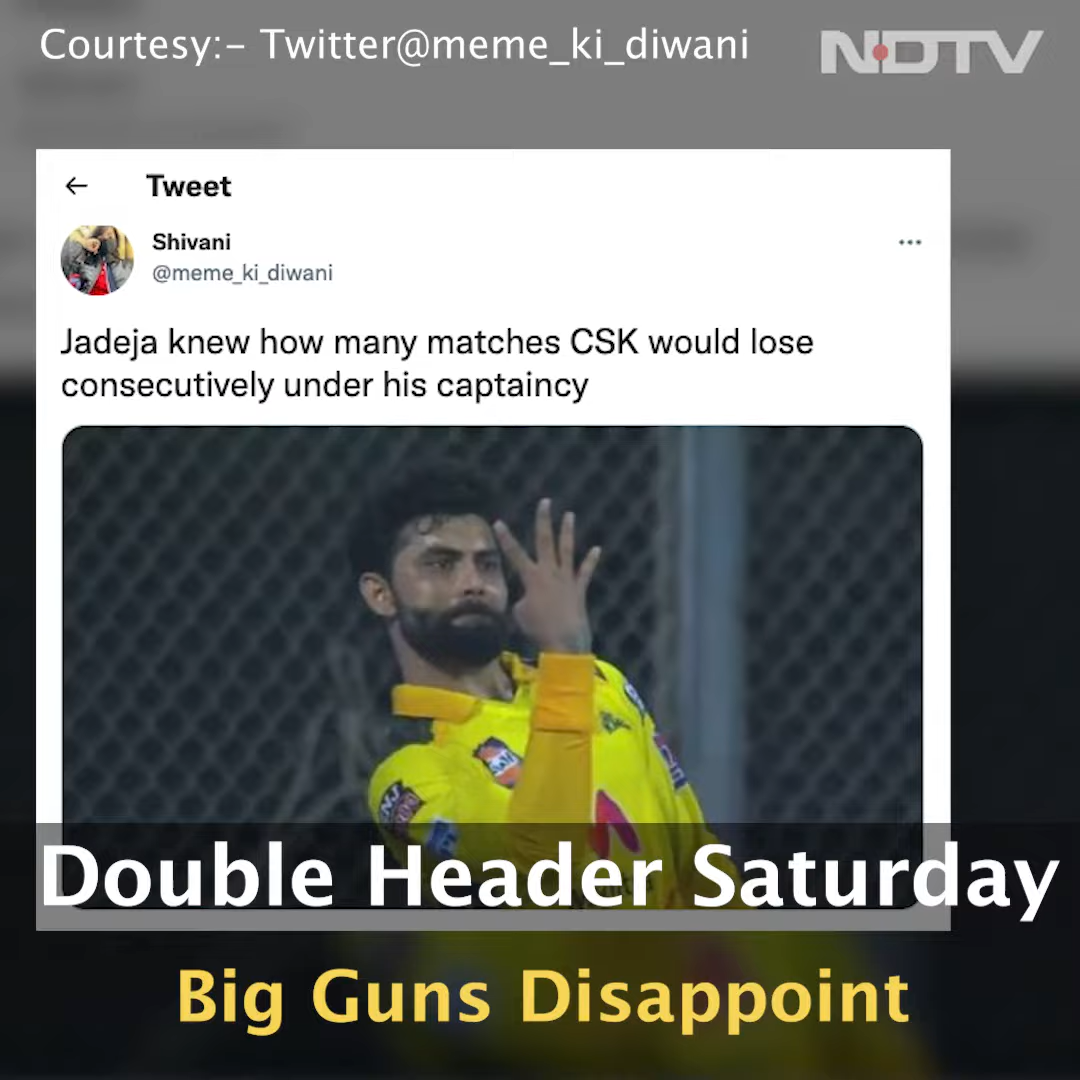 Courtesy:- Twitter@meme_ki_diwani
NDTV
← Tweet
Shivani
@meme_ki_diwani
Jadeja knew how many matches CSK would lose
consecutively under his captaincy
Double Header Saturday
Big Guns Disappoint